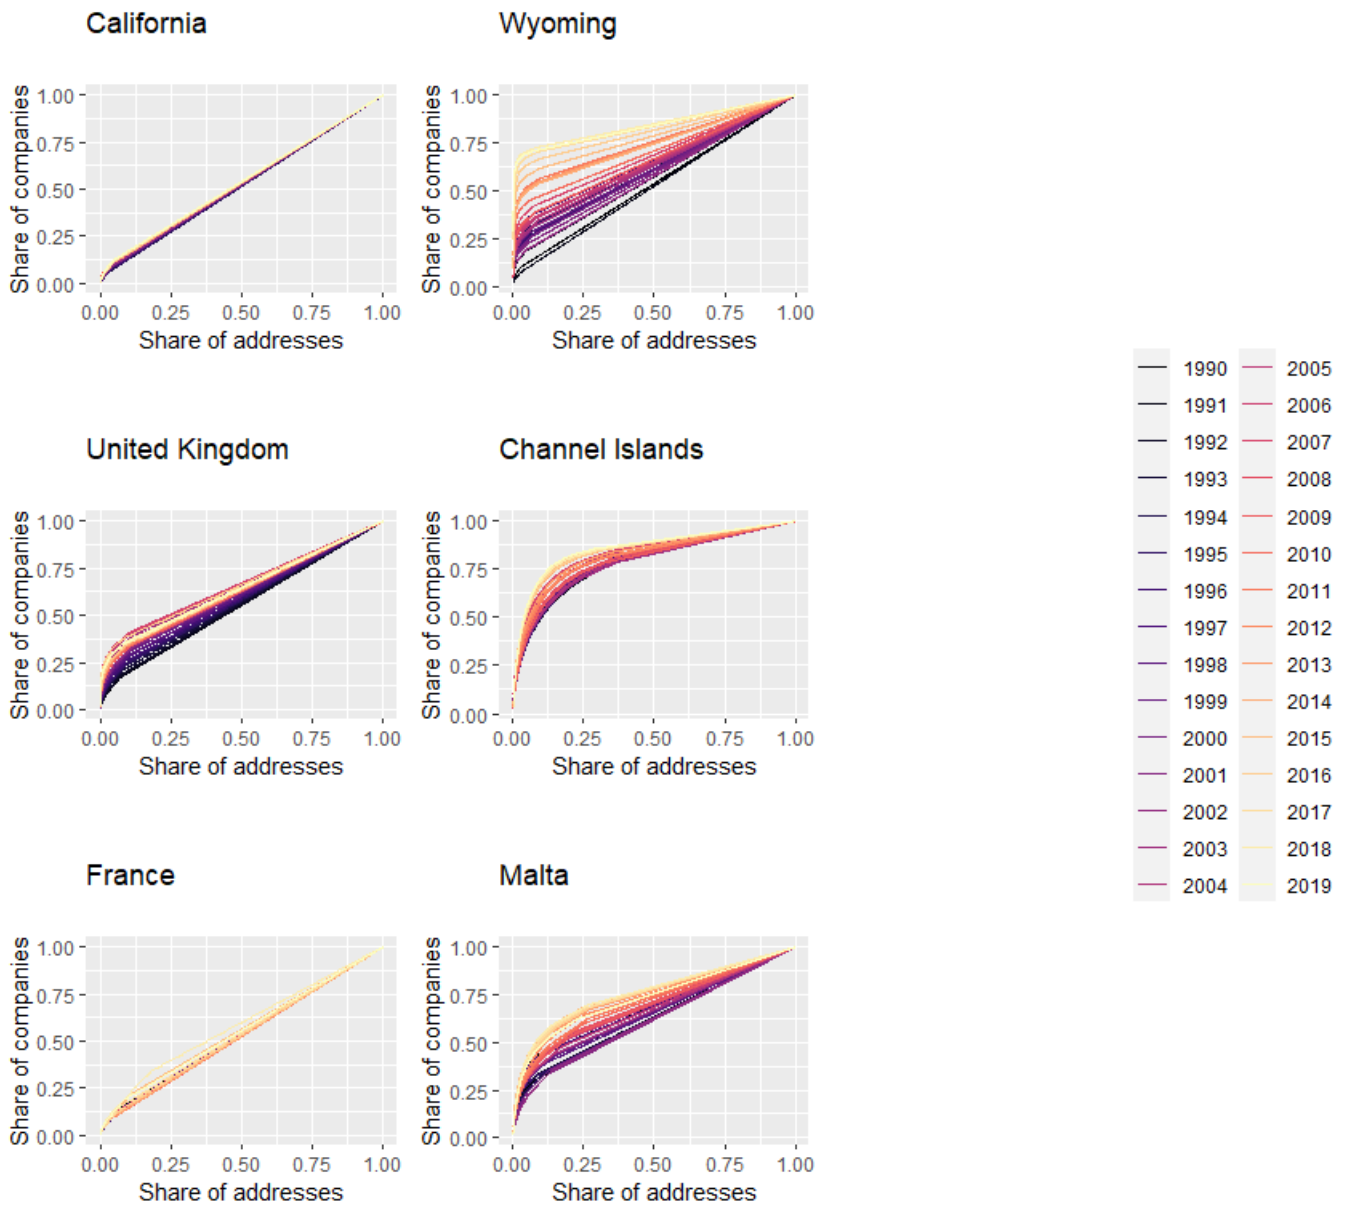 California
Wyoming
Share of companies
1.00
0.75
0.50
0.25
0.00
0.00 0.25 0.50 0.75 1.00
Share of addresses
Share of companies
1.00
0.75
0.50
0.25
0.00
0.00 0.25 0.50 0.75 1.00
Share of addresses
United Kingdom
Channel Islands
Share of companies
1.00
0.75
0.50
0.25
0.00
0.00 0.25 0.50 0.75 1.00
Share of addresses
Share of companies
1.00
0.75
0.50
0.25
0.00
0.00 0.25 0.50 0.75 1.00
Share of addresses
France
Malta
Share of companies
1.00
0.75
0.50
0.25
0.00
0.00 0.25 0.50 0.75 1.00
Share of addresses
Share of companies
1.00
0.75
0.50
0.25
0.00
0.00 0.25 0.50 0.75 1.00
Share of addresses
1990 2005
1991 2006
1992 2007
1993 2008
1994 2009
1995 2010
1996 2011
1997 2012
1998 2013
1999 2014
2000 2015
2001 2016
2002 2017
2003 2018
2004 2019